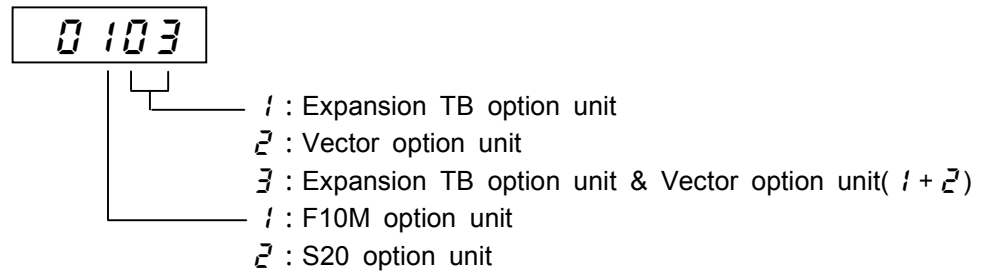 0103
1 : Expansion TB option unit
2 : Vector option unit
3 : Expansion TB option unit & Vector option unit( 1 + 2 )
1 : F10M option unit
2 : S20 option unit